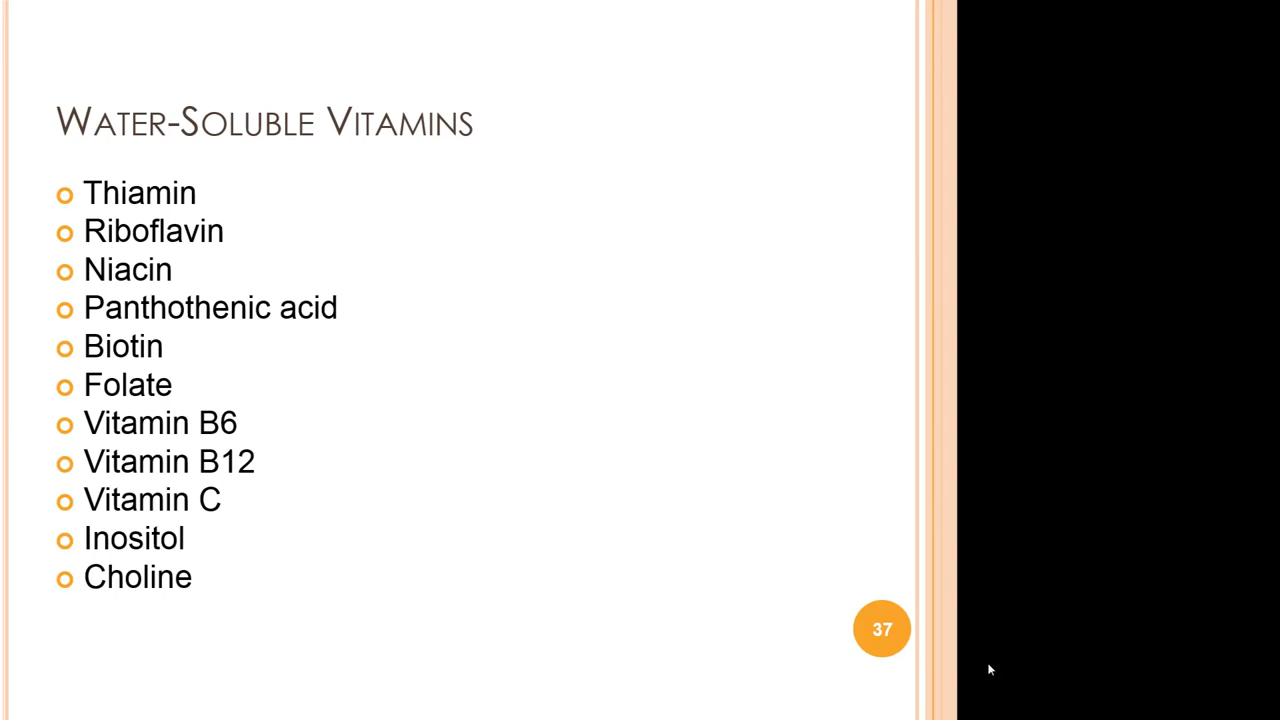 Water-Soluble Vitamins
Thiamin
Riboflavin
Niacin
Panthothenic acid
Biotin
Folate
Vitamin B6
Vitamin B12
Vitamin C
Inositol
Choline
37